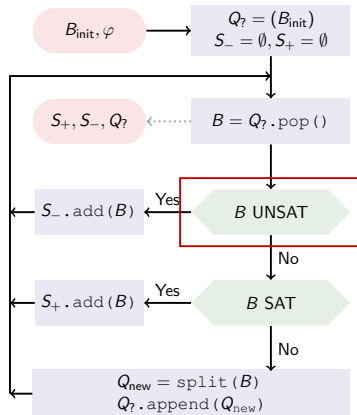 B_init, φ
Q_? = (B_init)
S_− = ∅, S_+ = ∅
S_+, S_−, Q_?
B = Q_?.pop()
S_−.add(B)
Yes
B UNSAT
No
S_+.add(B)
Yes
B SAT
No
Q_new = split(B)
Q_?.append(Q_new)